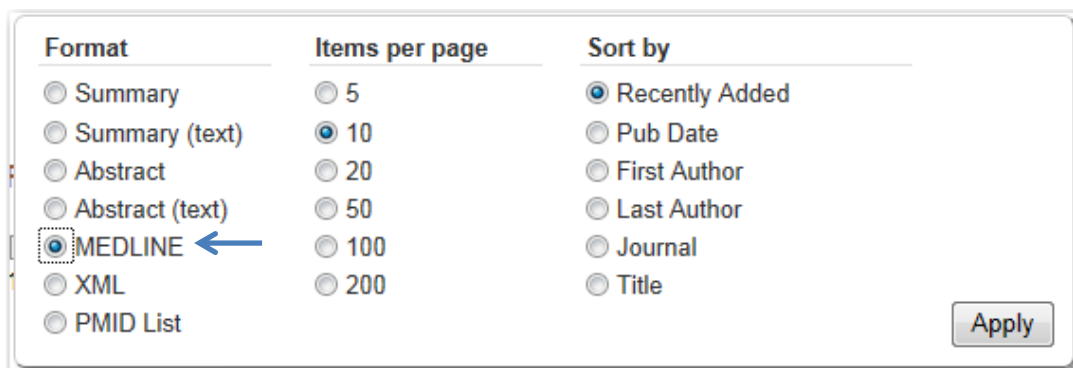 Format
Items per page
Sort by
Summary
5
Recently Added
Summary (text)
10
Pub Date
Abstract
20
First Author
Abstract (text)
50
Last Author
MEDLINE
100
Journal
XML
200
Title
PMID List
Apply